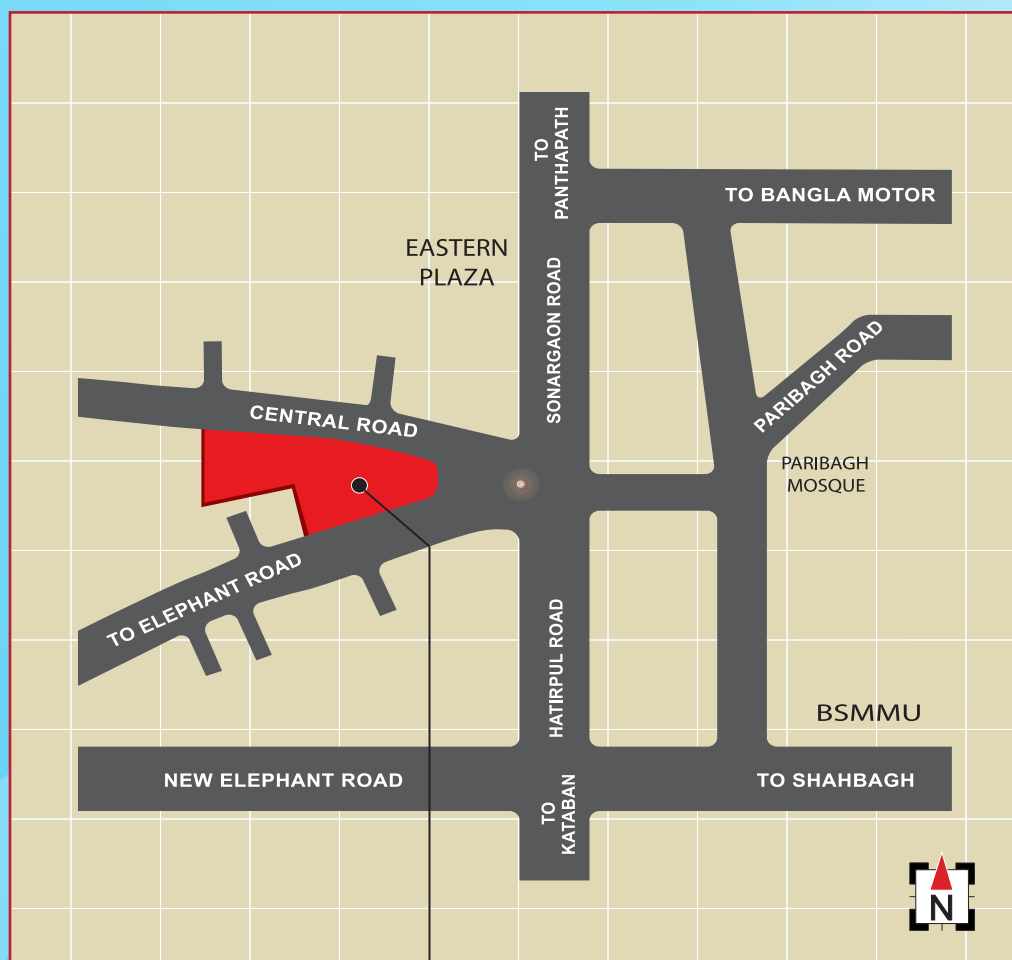 TO
PANTHAPATH
TO BANGLA MOTOR
EASTERN
PLAZA
SONARGAON ROAD
PARIBAGH ROAD
CENTRAL ROAD
PARIBAGH
MOSQUE
TO ELEPHANT ROAD
HATIRPUL ROAD
BSMMU
NEW ELEPHANT ROAD
TO SHAHBAGH
TO
KATABAN
N